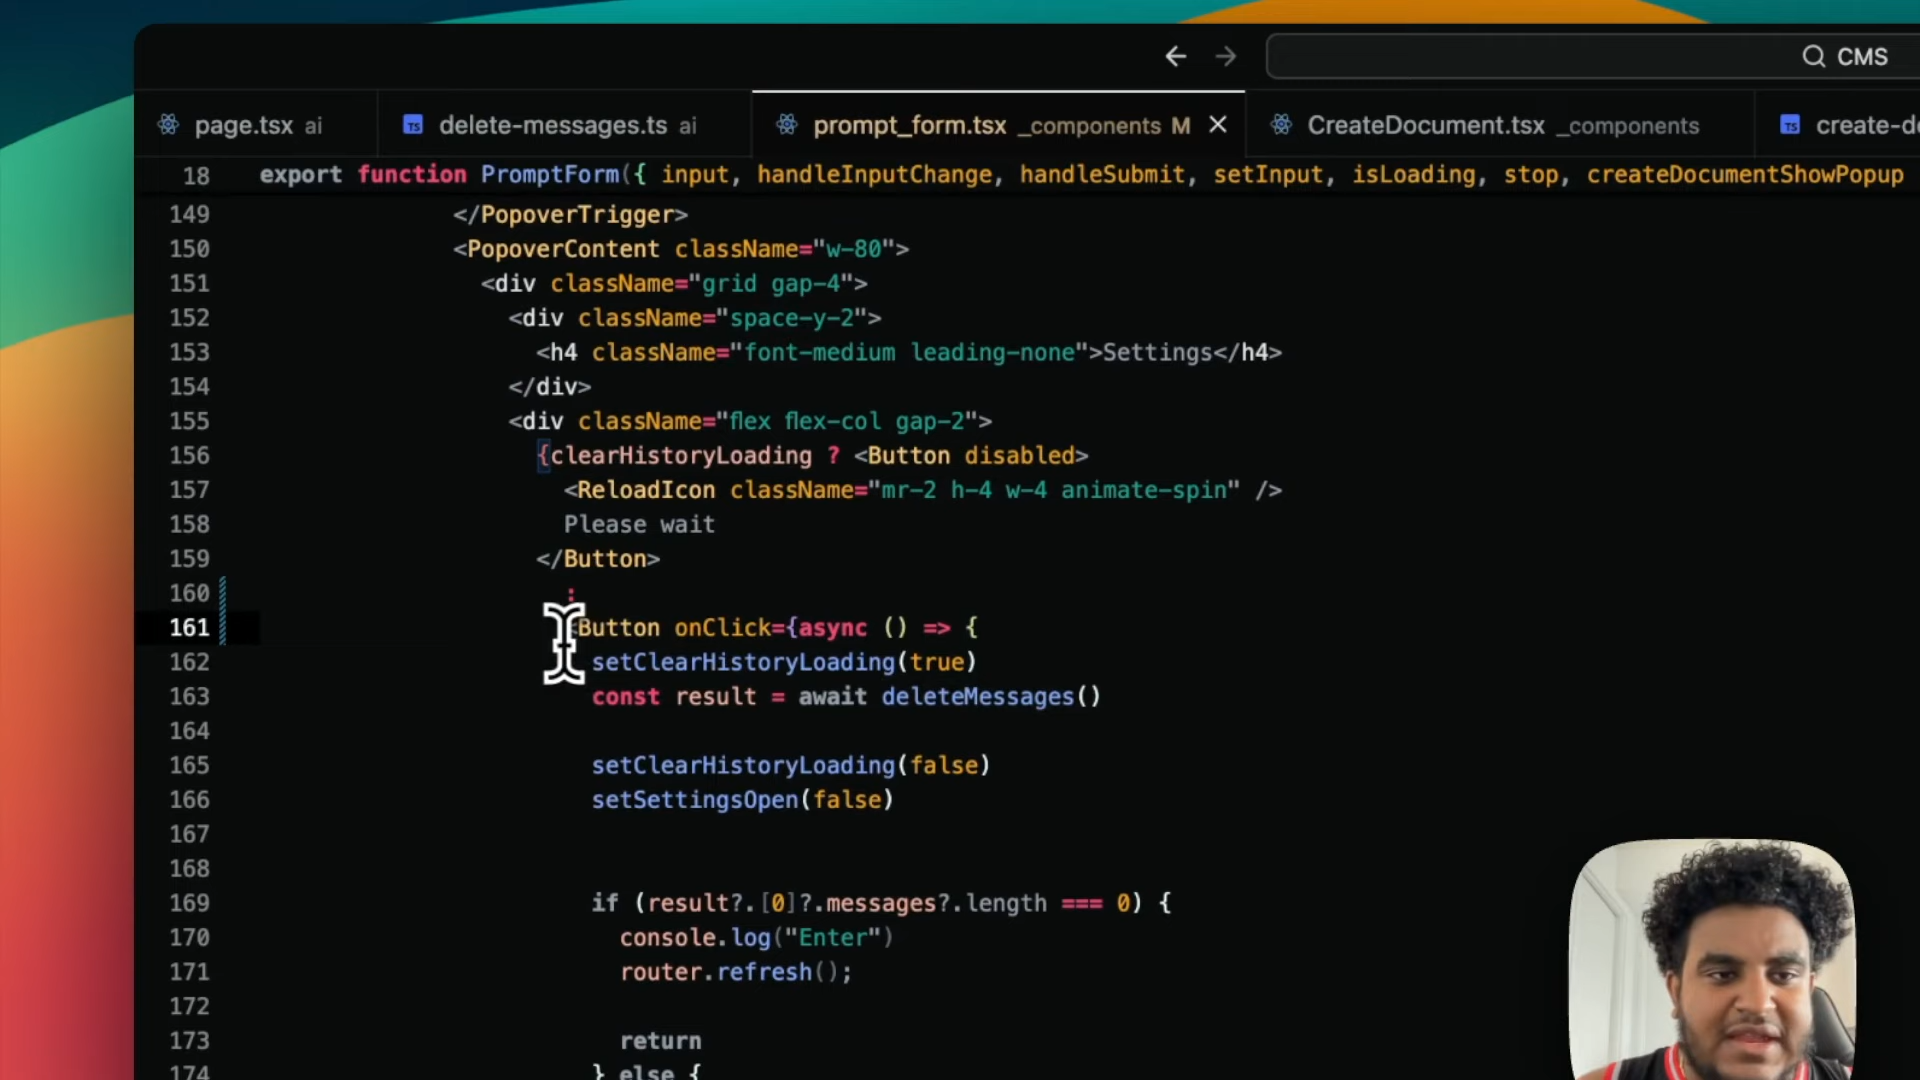 CMS
page.tsx ai
delete-messages.ts ai
prompt_form.tsx _components M
CreateDocument.tsx _components
create-de
18 export function PromptForm({ input, handleInputChange, handleSubmit, setInput, isLoading, stop, createDocumentShowPopup
149 </PopoverTrigger>
150 <PopoverContent className="w-80">
151 <div className="grid gap-4">
152 <div className="space-y-2">
153 <h4 className="font-medium leading-none">Settings</h4>
154 </div>
155 <div className="flex flex-col gap-2">
156 {clearHistoryLoading ? <Button disabled>
157 <ReloadIcon className="mr-2 h-4 w-4 animate-spin" />
158 Please wait
159 </Button>
160 :
161 <Button onClick={async () => {
162 setClearHistoryLoading(true)
163 const result = await deleteMessages()
164
165 setClearHistoryLoading(false)
166 setSettingsOpen(false)
167
168
169 if (result?.[0]?.messages?.length === 0) {
170 console.log("Enter")
171 router.refresh();
172
173 return
174 } else {